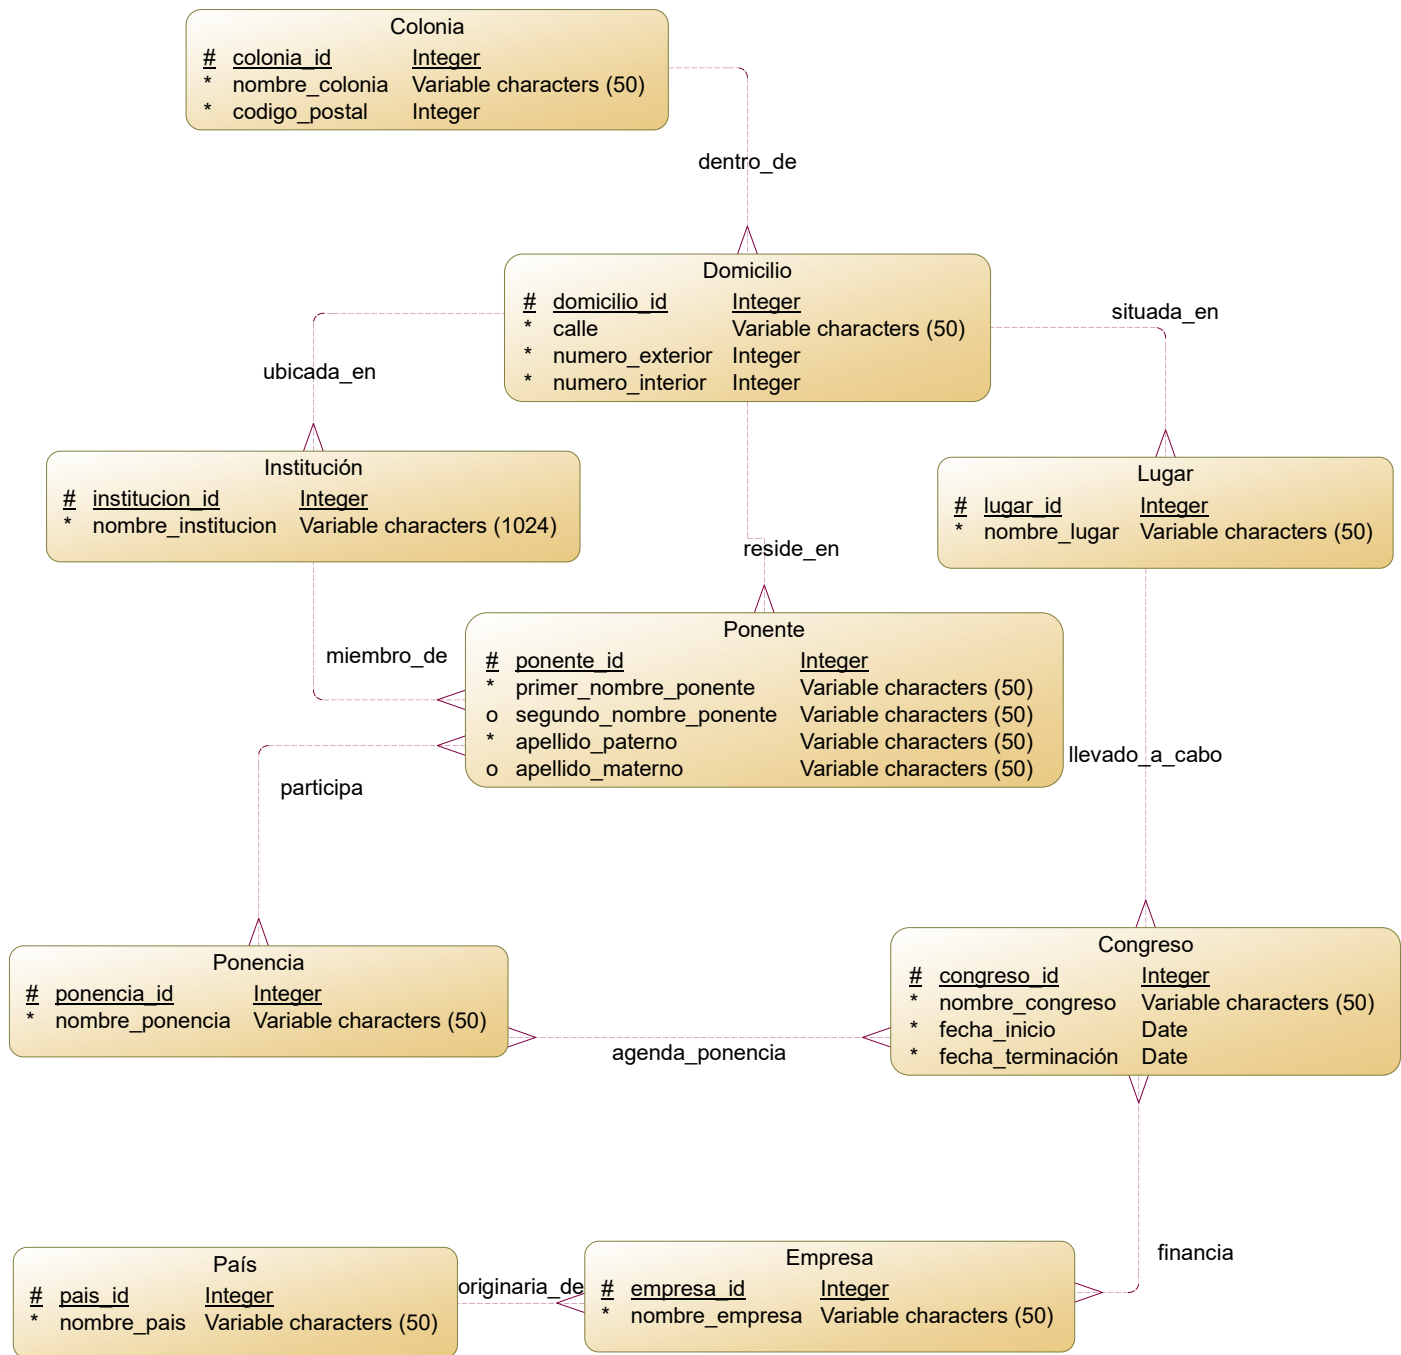 Colonia
# colonia_id Integer
* nombre_colonia Variable characters (50)
* codigo_postal Integer
dentro_de
Domicilio
# domicilio_id Integer
* calle Variable characters (50)
* numero_exterior Integer
* numero_interior Integer
situada_en
ubicada_en
Institución
# institucion_id Integer
* nombre_institucion Variable characters (1024)
Lugar
# lugar_id Integer
* nombre_lugar Variable characters (50)
reside_en
miembro_de
Ponente
# ponente_id Integer
* primer_nombre_ponente Variable characters (50)
o segundo_nombre_ponente Variable characters (50)
* apellido_paterno Variable characters (50)
o apellido_materno Variable characters (50)
llevado_a_cabo
participa
Ponencia
# ponencia_id Integer
* nombre_ponencia Variable characters (50)
Congreso
# congreso_id Integer
* nombre_congreso Variable characters (50)
* fecha_inicio Date
* fecha_terminación Date
agenda_ponencia
financia
País
# pais_id Integer
* nombre_pais Variable characters (50)
originaria_de
Empresa
# empresa_id Integer
* nombre_empresa Variable characters (50)